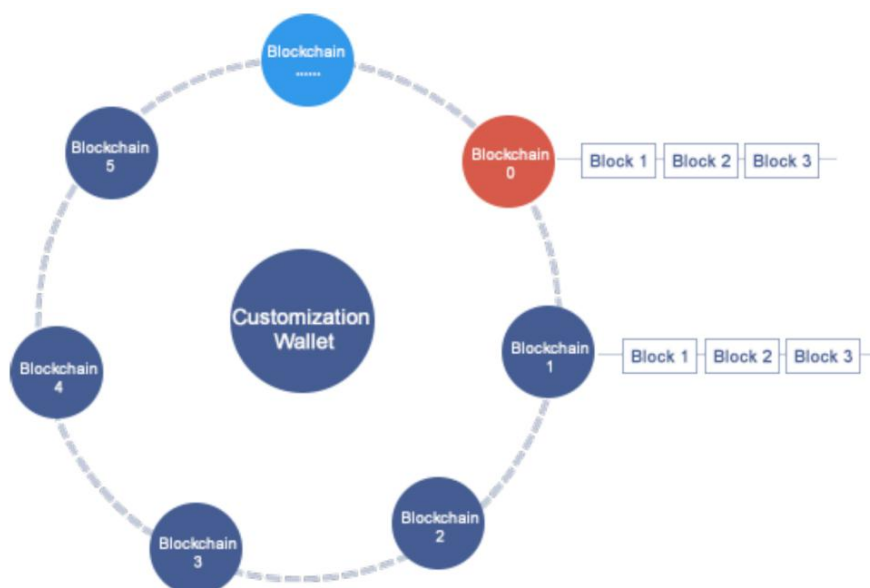 Blockchain
......
Blockchain
0
Block 1 Block 2 Block 3
Blockchain
5
Customization
Wallet
Blockchain
1
Block 1 Block 2 Block 3
Blockchain
4
Blockchain
2
Blockchain
3